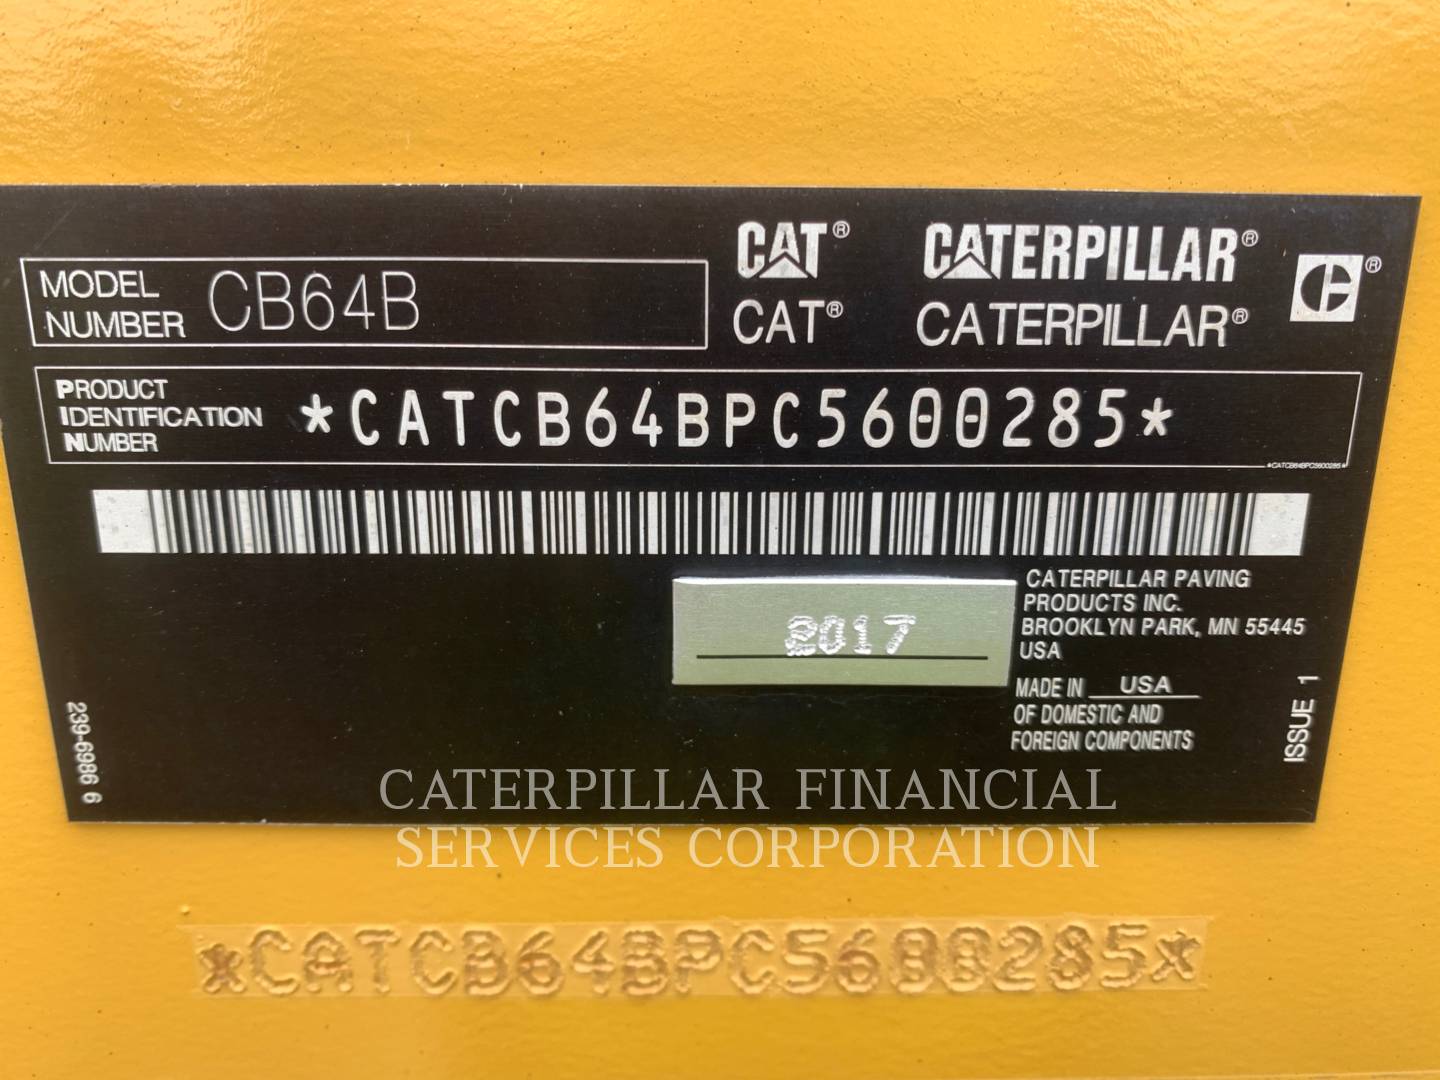 CAT® CATERPILLAR®
MODEL
NUMBER CB64B
CAT® CATERPILLAR®
PRODUCT
IDENTIFICATION
NUMBER
*CATCB64BPC5600285*
*CATCB64BPC5600285*
CATERPILLAR PAVING
PRODUCTS INC.
BROOKLYN PARK, MN 55445
USA
2017
MADE IN USA
OF DOMESTIC AND
FOREIGN COMPONENTS
ISSUE 1
239-6986 6
CATERPILLAR FINANCIAL
SERVICES CORPORATION
*CATCB64BPC5600285*